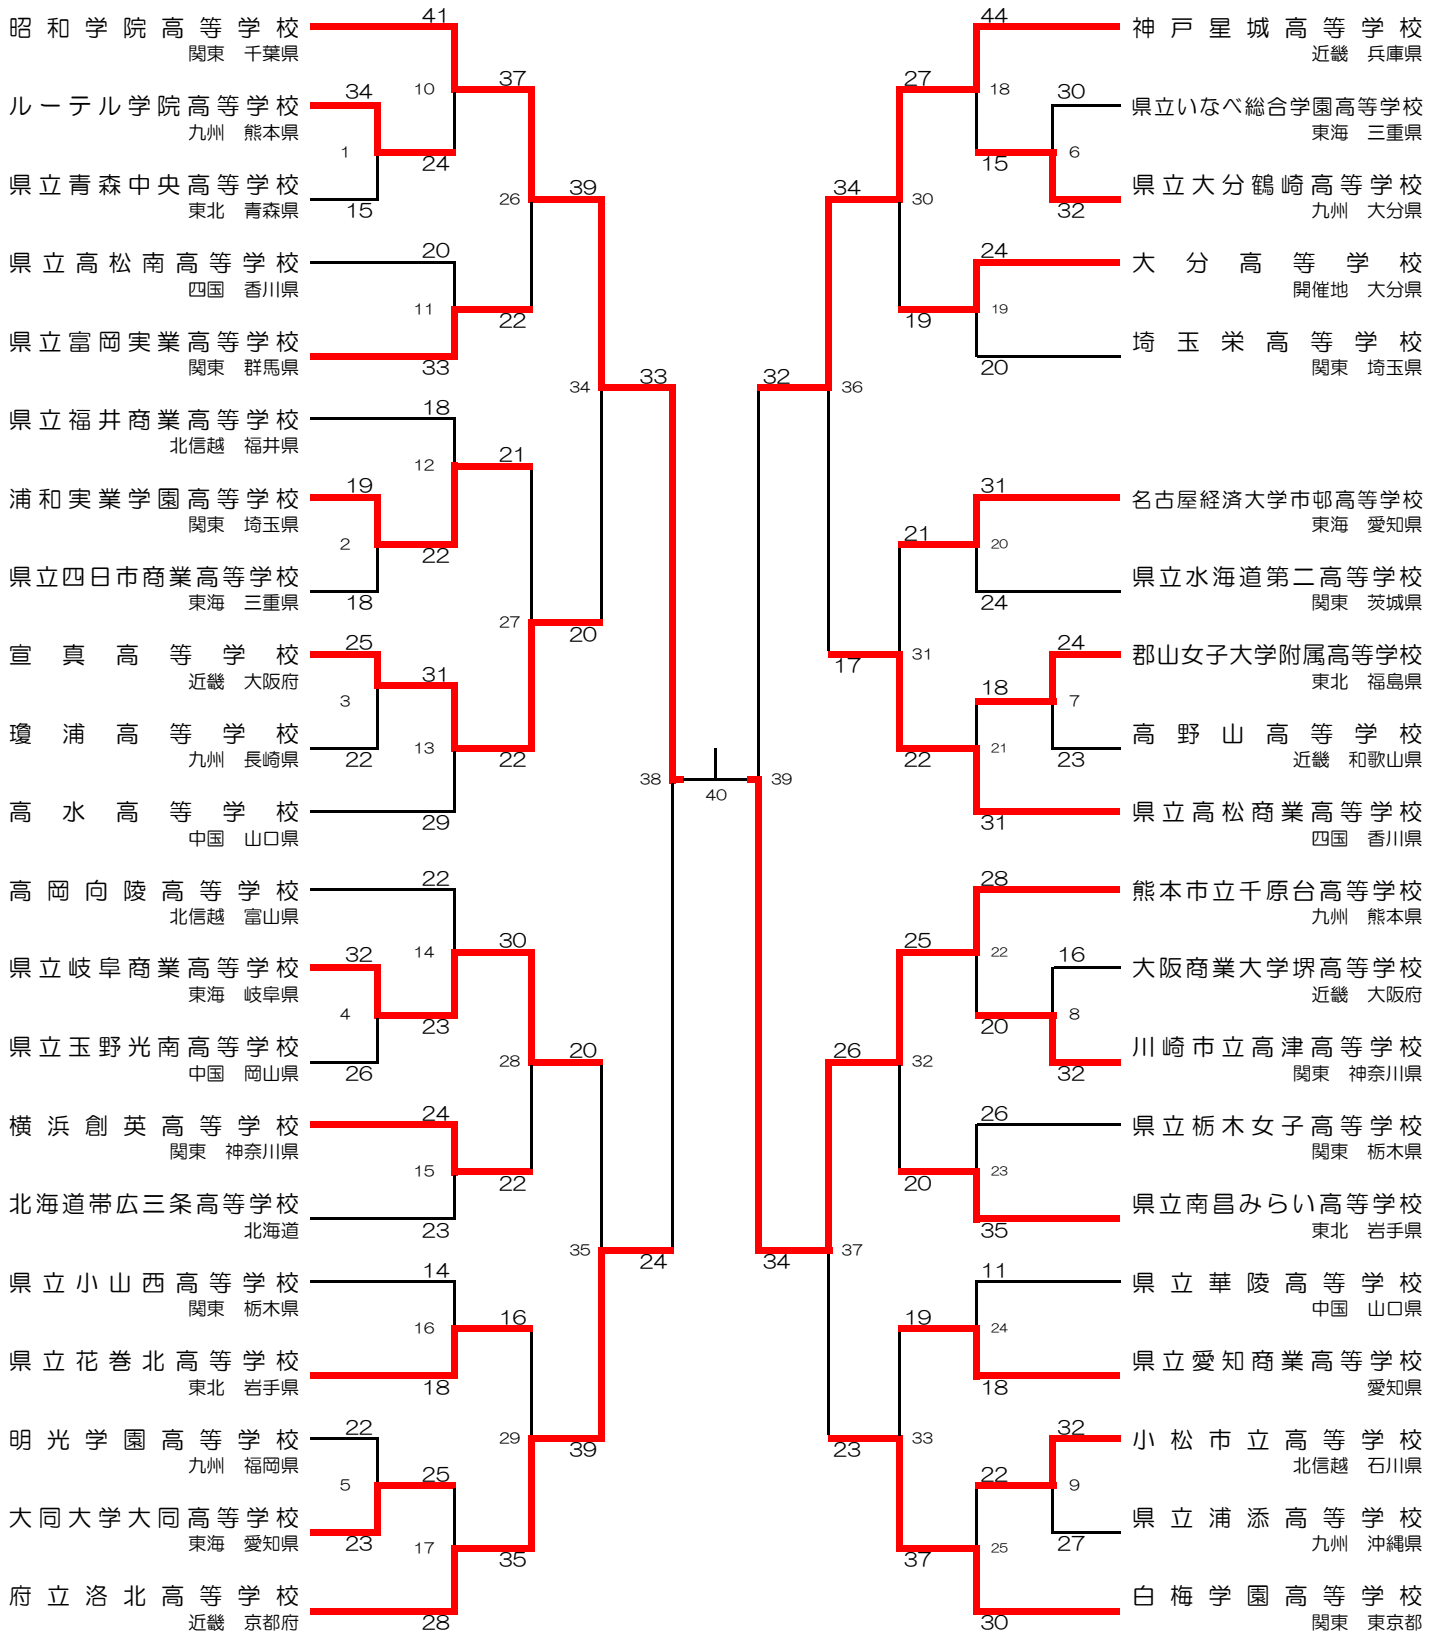 昭和学院高等学校
関東　千葉県
ルーテル学院高等学校
九州　熊本県
県立青森中央高等学校
東北　青森県
県立高松南高等学校
四国　香川県
県立富岡実業高等学校
関東　群馬県
県立福井商業高等学校
北信越　福井県
浦和実業学園高等学校
関東　埼玉県
県立四日市商業高等学校
東海　三重県
宣真高等学校
近畿　大阪府
瓊浦高等学校
九州　長崎県
高水高等学校
中国　山口県
高岡向陵高等学校
北信越　富山県
県立岐阜商業高等学校
東海　岐阜県
県立玉野光南高等学校
中国　岡山県
横浜創英高等学校
関東　神奈川県
北海道帯広三条高等学校
北海道
県立小山西高等学校
関東　栃木県
県立花巻北高等学校
東北　岩手県
明光学園高等学校
九州　福岡県
大同大学大同高等学校
東海　愛知県
府立洛北高等学校
近畿　京都府
34
1
15
19
2
18
25
3
22
32
4
26
22
5
23
41
10
24
20
11
33
18
12
22
31
13
29
22
14
23
24
15
23
14
16
18
25
17
28
37
26
22
21
27
22
30
28
22
16
29
35
39
34
20
20
35
39
33
38
24
40
32
39
34
34
36
17
26
37
23
27
30
19
21
31
22
25
32
20
19
33
37
44
18
15
24
19
20
31
20
24
18
21
31
28
22
20
26
23
35
11
24
18
22
25
30
30
6
32
24
7
23
16
8
32
32
9
27
神戸星城高等学校
近畿　兵庫県
県立いなべ総合学園高等学校
東海　三重県
県立大分鶴崎高等学校
九州　大分県
大分高等学校
開催地　大分県
埼玉栄高等学校
関東　埼玉県
名古屋経済大学市邨高等学校
東海　愛知県
県立水海道第二高等学校
関東　茨城県
郡山女子大学附属高等学校
東北　福島県
高野山高等学校
近畿　和歌山県
県立高松商業高等学校
四国　香川県
熊本市立千原台高等学校
九州　熊本県
大阪商業大学堺高等学校
近畿　大阪府
川崎市立高津高等学校
関東　神奈川県
県立栃木女子高等学校
関東　栃木県
県立南昌みらい高等学校
東北　岩手県
県立華陵高等学校
中国　山口県
県立愛知商業高等学校
愛知県
小松市立高等学校
北信越　石川県
県立浦添高等学校
九州　沖縄県
白梅学園高等学校
関東　東京都